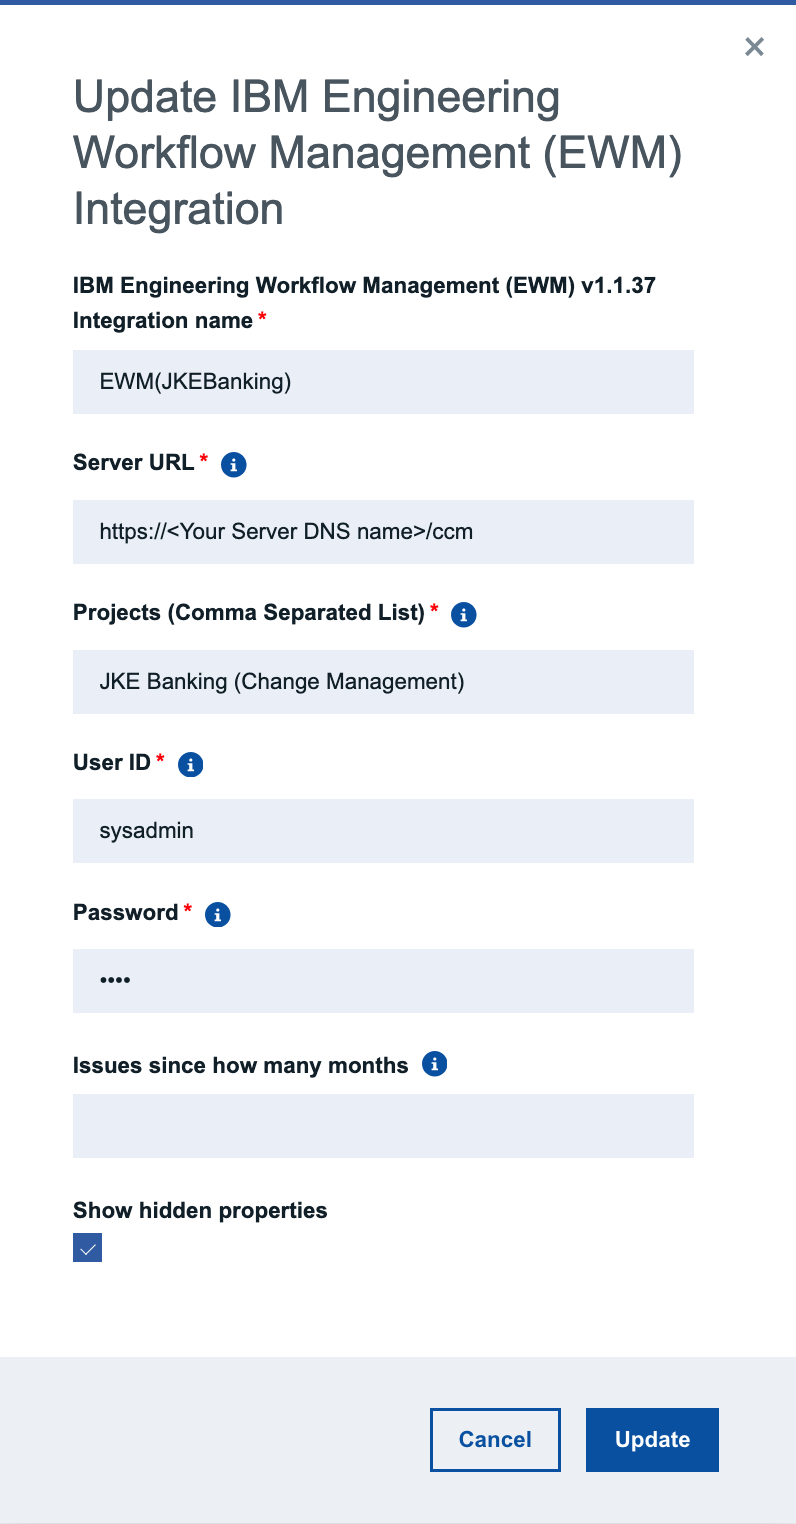 Update IBM Engineering
Workflow Management (EWM)
Integration
IBM Engineering Workflow Management (EWM) v1.1.37
Integration name *
EWM(JKEBanking)
Server URL *
https://<Your Server DNS name>/ccm
Projects (Comma Separated List) *
JKE Banking (Change Management)
User ID *
sysadmin
Password *
••••
Issues since how many months
Show hidden properties
Cancel Update